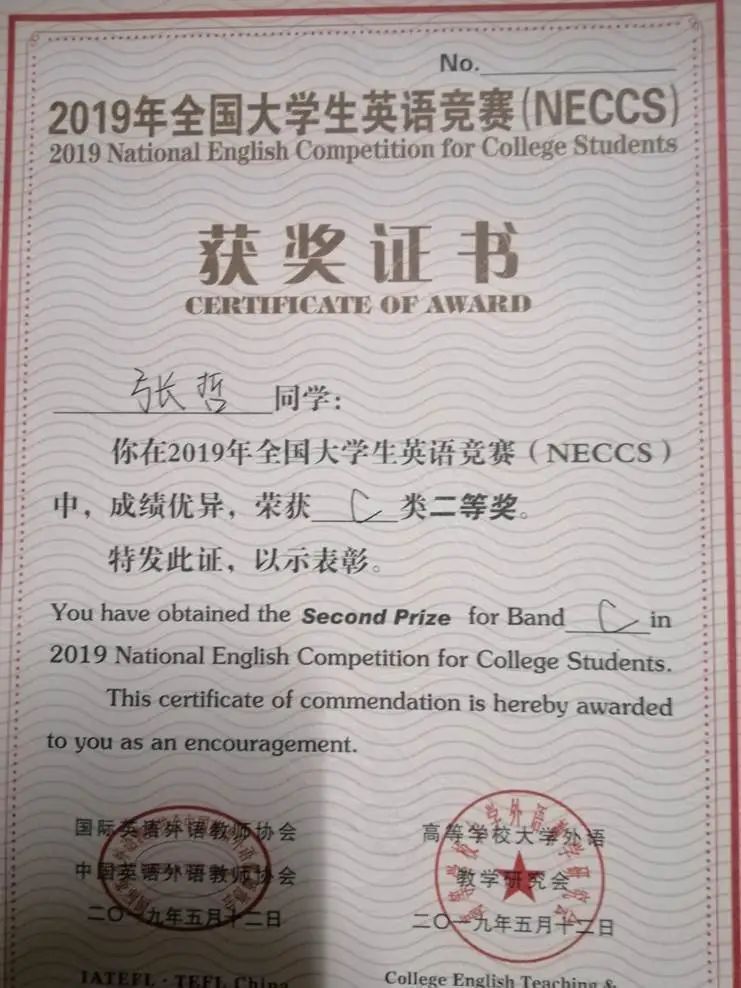 No.
2019年全国大学生英语竞赛(NECCS)
2019 National English Competition for College Students
获奖证书
CERTIFICATE OF AWARD
张哲同学：
你在2019年全国大学生英语竞赛（NECCS）
中，成绩优异，荣获C类二等奖。
特发此证，以示表彰。
You have obtained the Second Prize for Band C in
2019 National English Competition for College Students.
This certificate of commendation is hereby awarded
to you as an encouragement.
国际英语外语教师协会
中国英语外语教师协会
二〇一九年五月十二日
高等学校大学外语
教学研究会
二〇一九年五月十二日
IATEFL · TEFL China
College English Teaching &